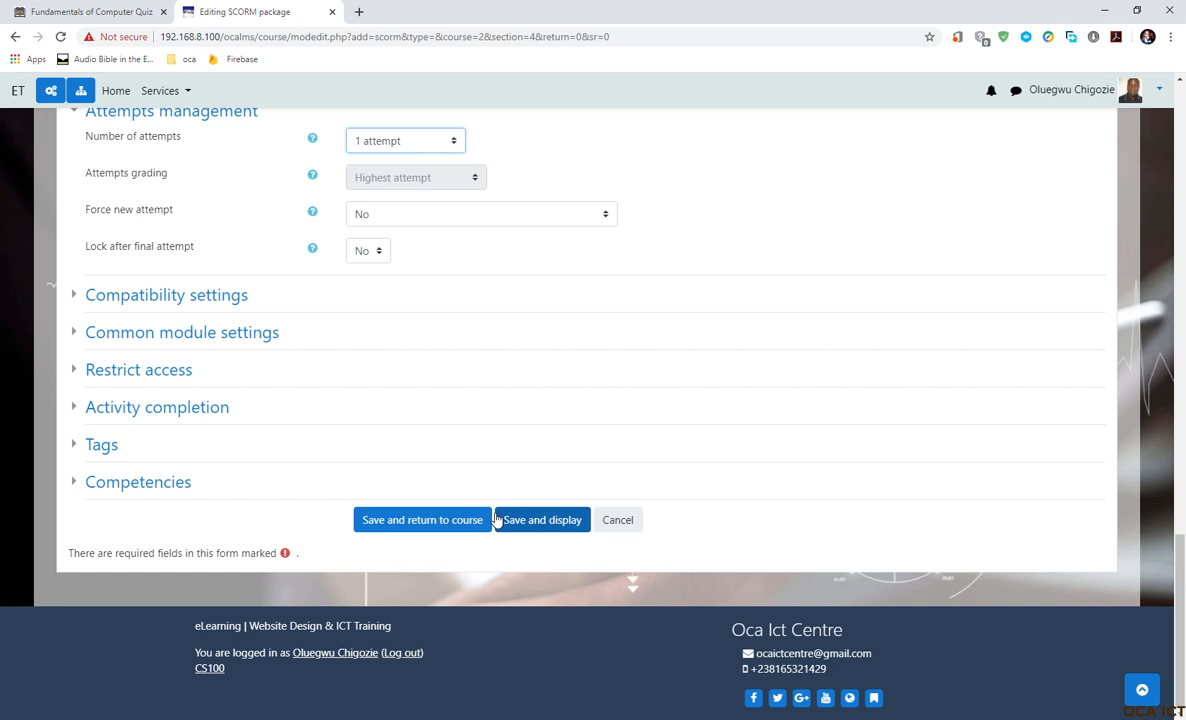 Fundamentals of Computer Quiz
Editing SCORM package
Not secure 192.168.8.100/ocalms/course/modedit.php?add=scorm&type=&course=2&section=4&return=0&sr=0
Apps Audio Bible in the E... oca Firebase
ET Home Services Oluegwu Chigozie
Attempts management
Number of attempts 1 attempt
Attempts grading Highest attempt
Force new attempt No
Lock after final attempt No
Compatibility settings
Common module settings
Restrict access
Activity completion
Tags
Competencies
Save and return to course Save and display Cancel
There are required fields in this form marked .
eLearning | Website Design & ICT Training
You are logged in as Oluegwu Chigozie (Log out)
CS100
Oca Ict Centre
ocaictcentre@gmail.com
+238165321429
OCA ICT